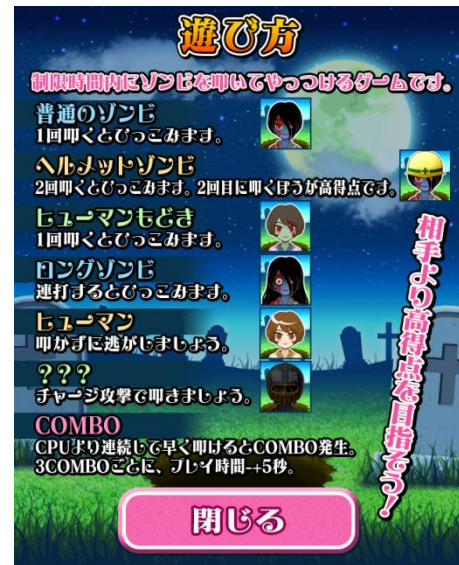 遊び方
制限時間内にゾンビを叩いてやっつけるゲームです。
普通のゾンビ
1回叩くとひっこみます。
ヘルメットゾンビ
2回叩くとひっこみます。2回目に叩くほうが高得点です。
ヒューマンもどき
1回叩くとひっこみます。
ロングゾンビ
連打するとひっこみます。
ヒューマン
叩かずに逃がしましょう。
???
チャージ攻撃で叩きましょう。
COMBO
CPUより連続して早く叩けるとCOMBO発生。
3COMBOごとに、プレイ時間-+5秒。
相手より高得点を目指そう!
閉じる